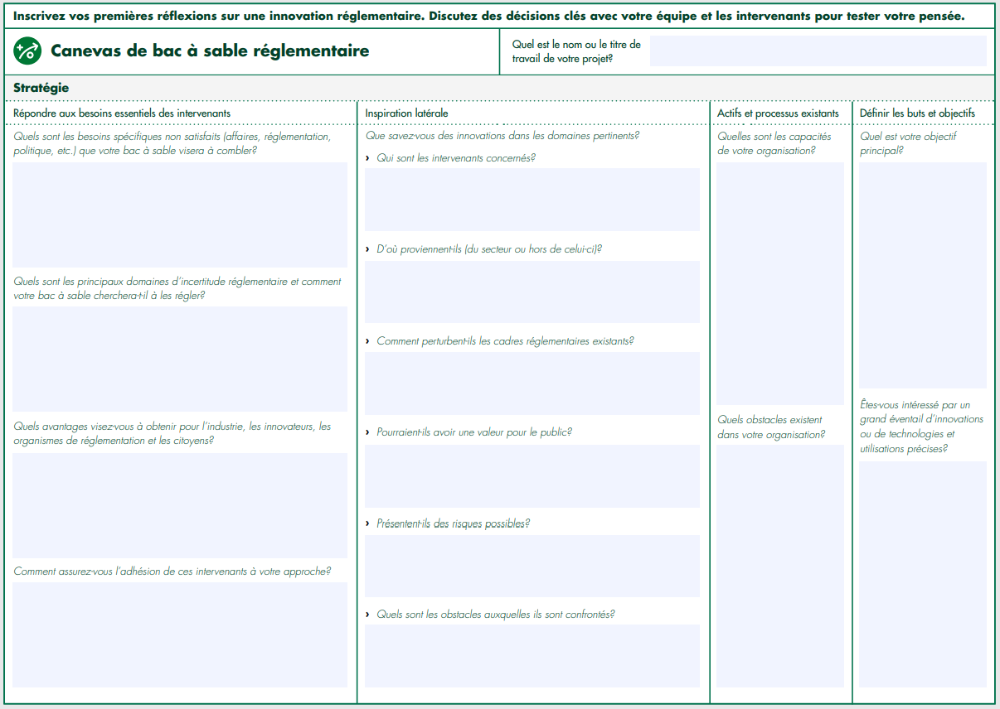 Inscrivez vos premières réflexions sur une innovation réglementaire. Discutez des décisions clés avec votre équipe et les intervenants pour tester votre pensée.
Canevas de bac à sable réglementaire
Quel est le nom ou le titre de
travail de votre projet?
Stratégie
Répondre aux besoins essentiels des intervenants
Quels sont les besoins spécifiques non satisfaits (affaires, réglementation,
politique, etc.) que votre bac à sable visera à combler?
Quels sont les principaux domaines d'incertitude réglementaire et comment
votre bac à sable cherchera-t-il à les régler?
Quels avantages visez-vous à obtenir pour l'industrie, les innovateurs, les
organismes de réglementation et les citoyens?
Comment assurez-vous l'adhésion de ces intervenants à votre approche?
Inspiration latérale
Que savez-vous des innovations dans les domaines pertinents?
› Qui sont les intervenants concernés?
› D'où proviennent-ils (du secteur ou hors de celui-ci)?
› Comment perturbent-ils les cadres réglementaires existants?
› Pourraient-ils avoir une valeur pour le public?
› Présentent-ils des risques possibles?
› Quels sont les obstacles auxquelles ils sont confrontés?
Actifs et processus existants
Quelles sont les capacités
de votre organisation?
Quels obstacles existent
dans votre organisation?
Définir les buts et objectifs
Quel est votre objectif
principal?
Êtes-vous intéressé par un
grand éventail d'innovations
ou de technologies et
utilisations précises?